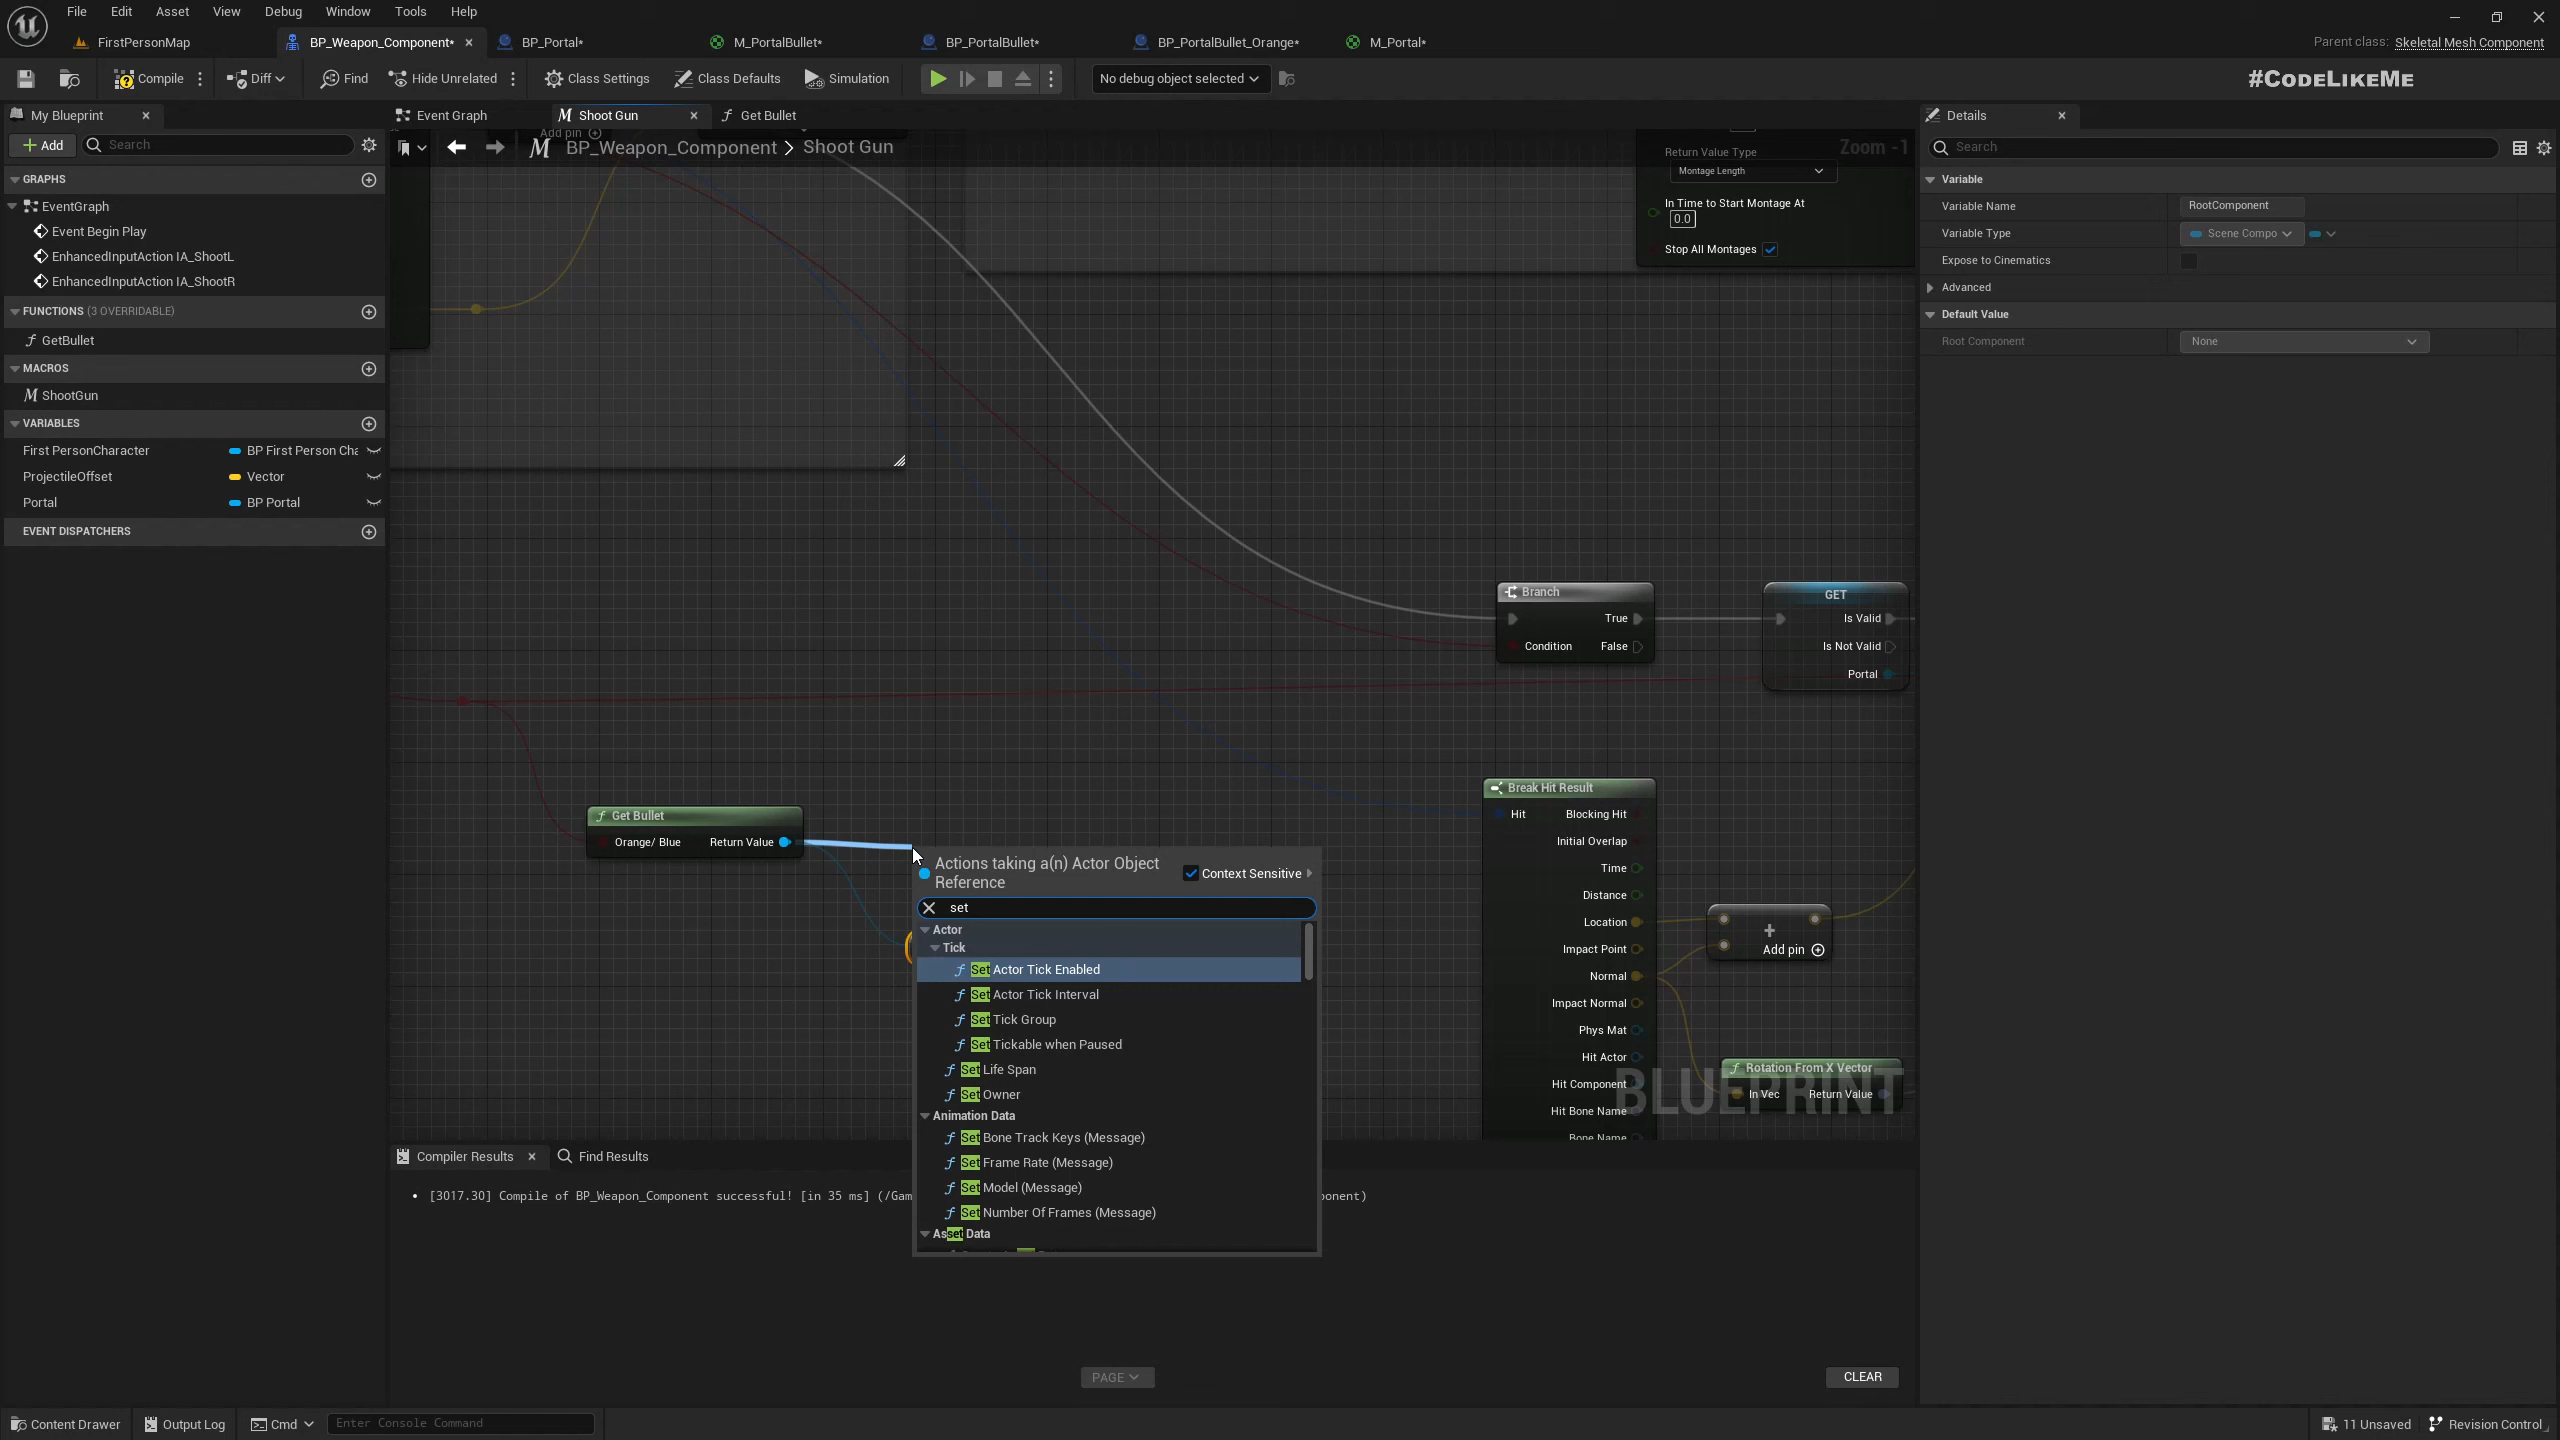 File Edit Asset View Debug Window Tools Help
FirstPersonMap
BP_Weapon_Component*
BP_Portal*
M_PortalBullet*
BP_PortalBullet*
BP_PortalBullet_Orange*
M_Portal*
Parent class: Skeletal Mesh Component
Compile
Diff
Find
Hide Unrelated
Class Settings
Class Defaults
Simulation
No debug object selected
#CODELIKEME
My Blueprint
Event Graph
Shoot Gun
Get Bullet
Details
Add
Search
BP_Weapon_Component > Shoot Gun
Zoom -1
Search
GRAPHS
EventGraph
Event Begin Play
EnhancedInputAction IA_ShootL
EnhancedInputAction IA_ShootR
FUNCTIONS (3 OVERRIDABLE)
GetBullet
MACROS
ShootGun
VARIABLES
First PersonCharacter BP First Person Cha
ProjectileOffset Vector
Portal BP Portal
EVENT DISPATCHERS
Add pin
Return Value Type
Montage Length
In Time to Start Montage At
0.0
Stop All Montages
Branch
True
Condition False
GET
Is Valid
Is Not Valid
Portal
Get Bullet
Orange/ Blue Return Value
Break Hit Result
Hit Blocking Hit
Initial Overlap
Time
Distance
Location
Impact Point
Normal
Impact Normal
Phys Mat
Hit Actor
Hit Component
Hit Bone Name
Bone Name
+
Add pin
Rotation From X Vector
In Vec Return Value
BLUEPRINT
Actions taking a(n) Actor Object
Reference
Context Sensitive
set
Actor
Tick
Set Actor Tick Enabled
Set Actor Tick Interval
Set Tick Group
Set Tickable when Paused
Set Life Span
Set Owner
Animation Data
Set Bone Track Keys (Message)
Set Frame Rate (Message)
Set Model (Message)
Set Number Of Frames (Message)
Asset Data
Variable
Variable Name RootComponent
Variable Type Scene Compo
Expose to Cinematics
Advanced
Default Value
Root Component None
Compiler Results
Find Results
[3017.30] Compile of BP_Weapon_Component successful! [in 35 ms] (/Gam
ponent)
PAGE
CLEAR
Content Drawer
Output Log
Cmd
Enter Console Command
11 Unsaved
Revision Control